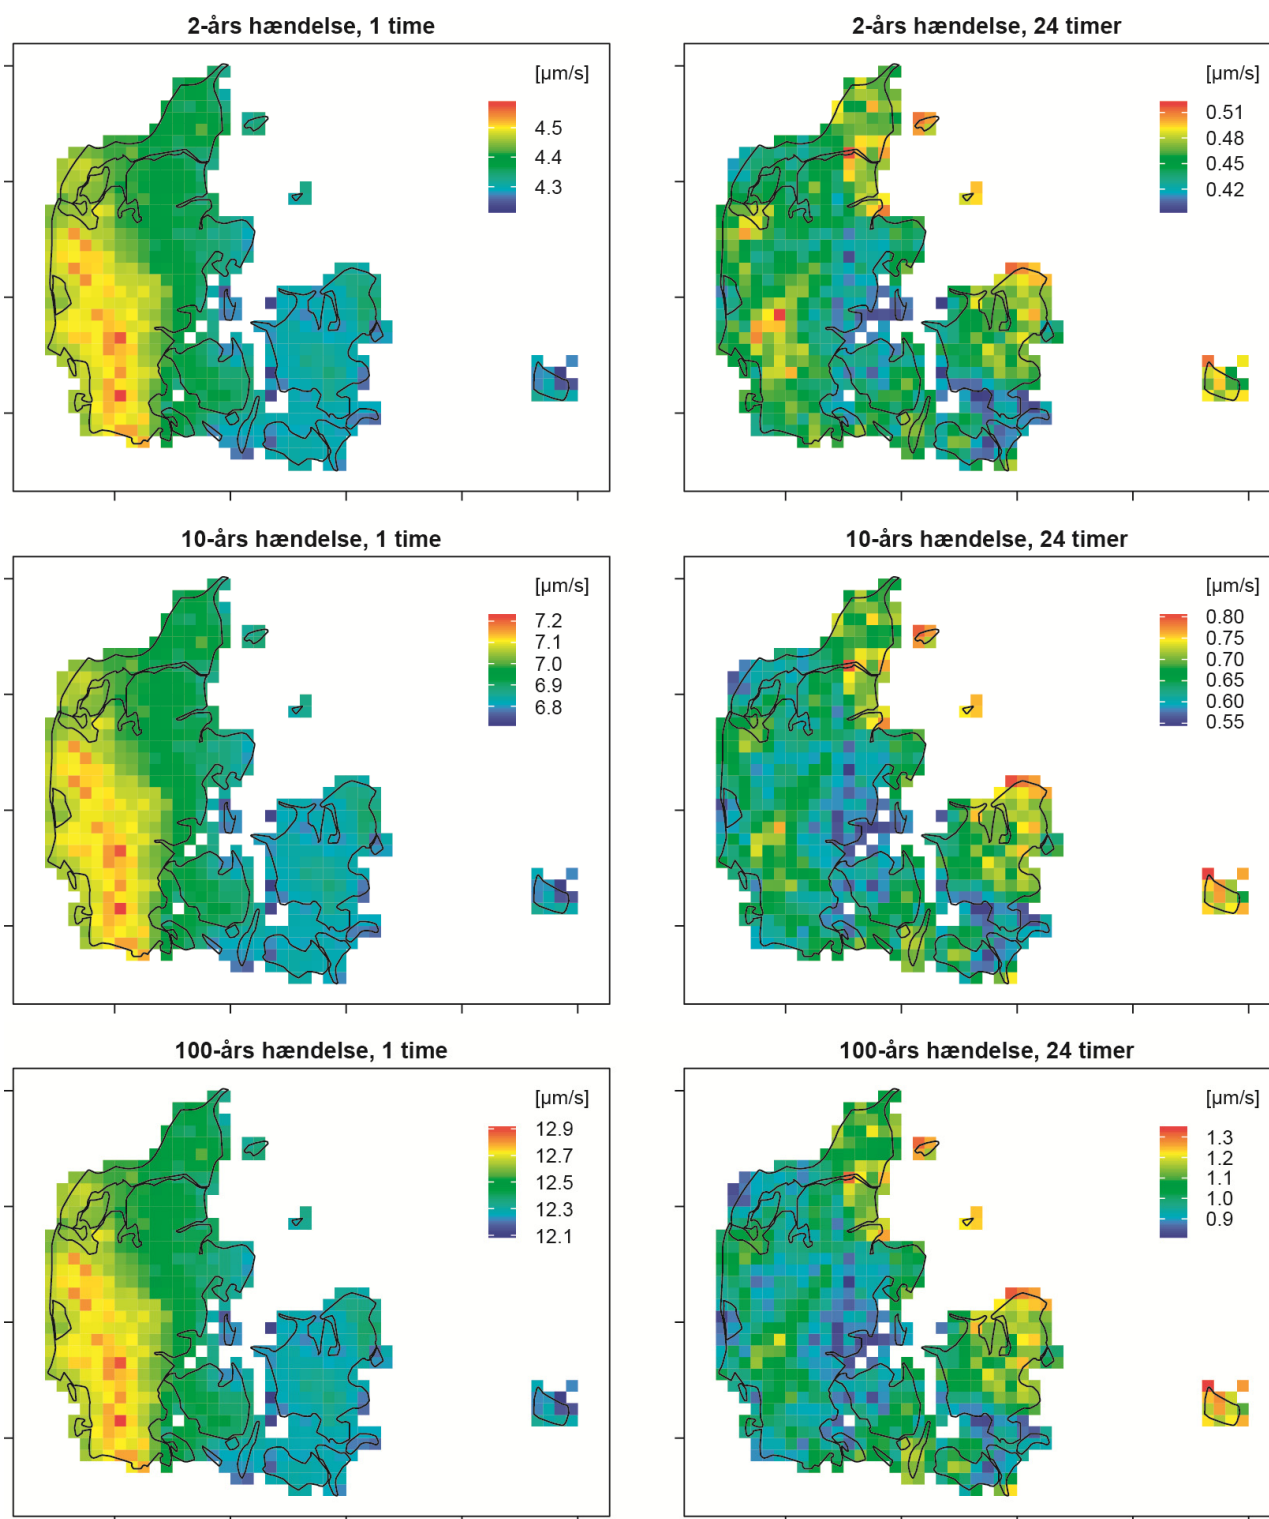 2-års hændelse, 1 time
[µm/s]
4.5
4.4
4.3
2-års hændelse, 24 timer
[µm/s]
0.51
0.48
0.45
0.42
10-års hændelse, 1 time
[µm/s]
7.2
7.1
7.0
6.9
6.8
10-års hændelse, 24 timer
[µm/s]
0.80
0.75
0.70
0.65
0.60
0.55
100-års hændelse, 1 time
[µm/s]
12.9
12.7
12.5
12.3
12.1
100-års hændelse, 24 timer
[µm/s]
1.3
1.2
1.1
1.0
0.9